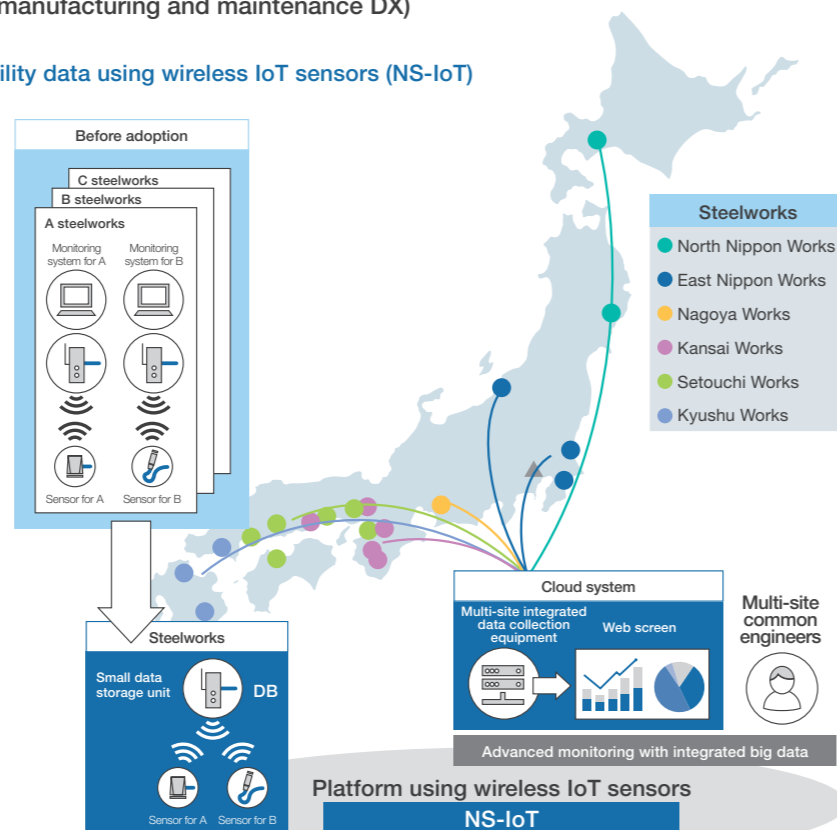 manufacturing and maintenance DX)
ility data using wireless IoT sensors (NS-IoT)
Before adoption
C steelworks
B steelworks
A steelworks
Monitoring
system for A
Monitoring
system for B
Sensor for A
Sensor for B
Steelworks
North Nippon Works
East Nippon Works
Nagoya Works
Kansai Works
Setouchi Works
Kyushu Works
Steelworks
Small data
storage unit
DB
Sensor for A
Sensor for B
Cloud system
Multi-site integrated
data collection
equipment
Web screen
Multi-site
common
engineers
Advanced monitoring with integrated big data
Platform using wireless IoT sensors
NS-IoT